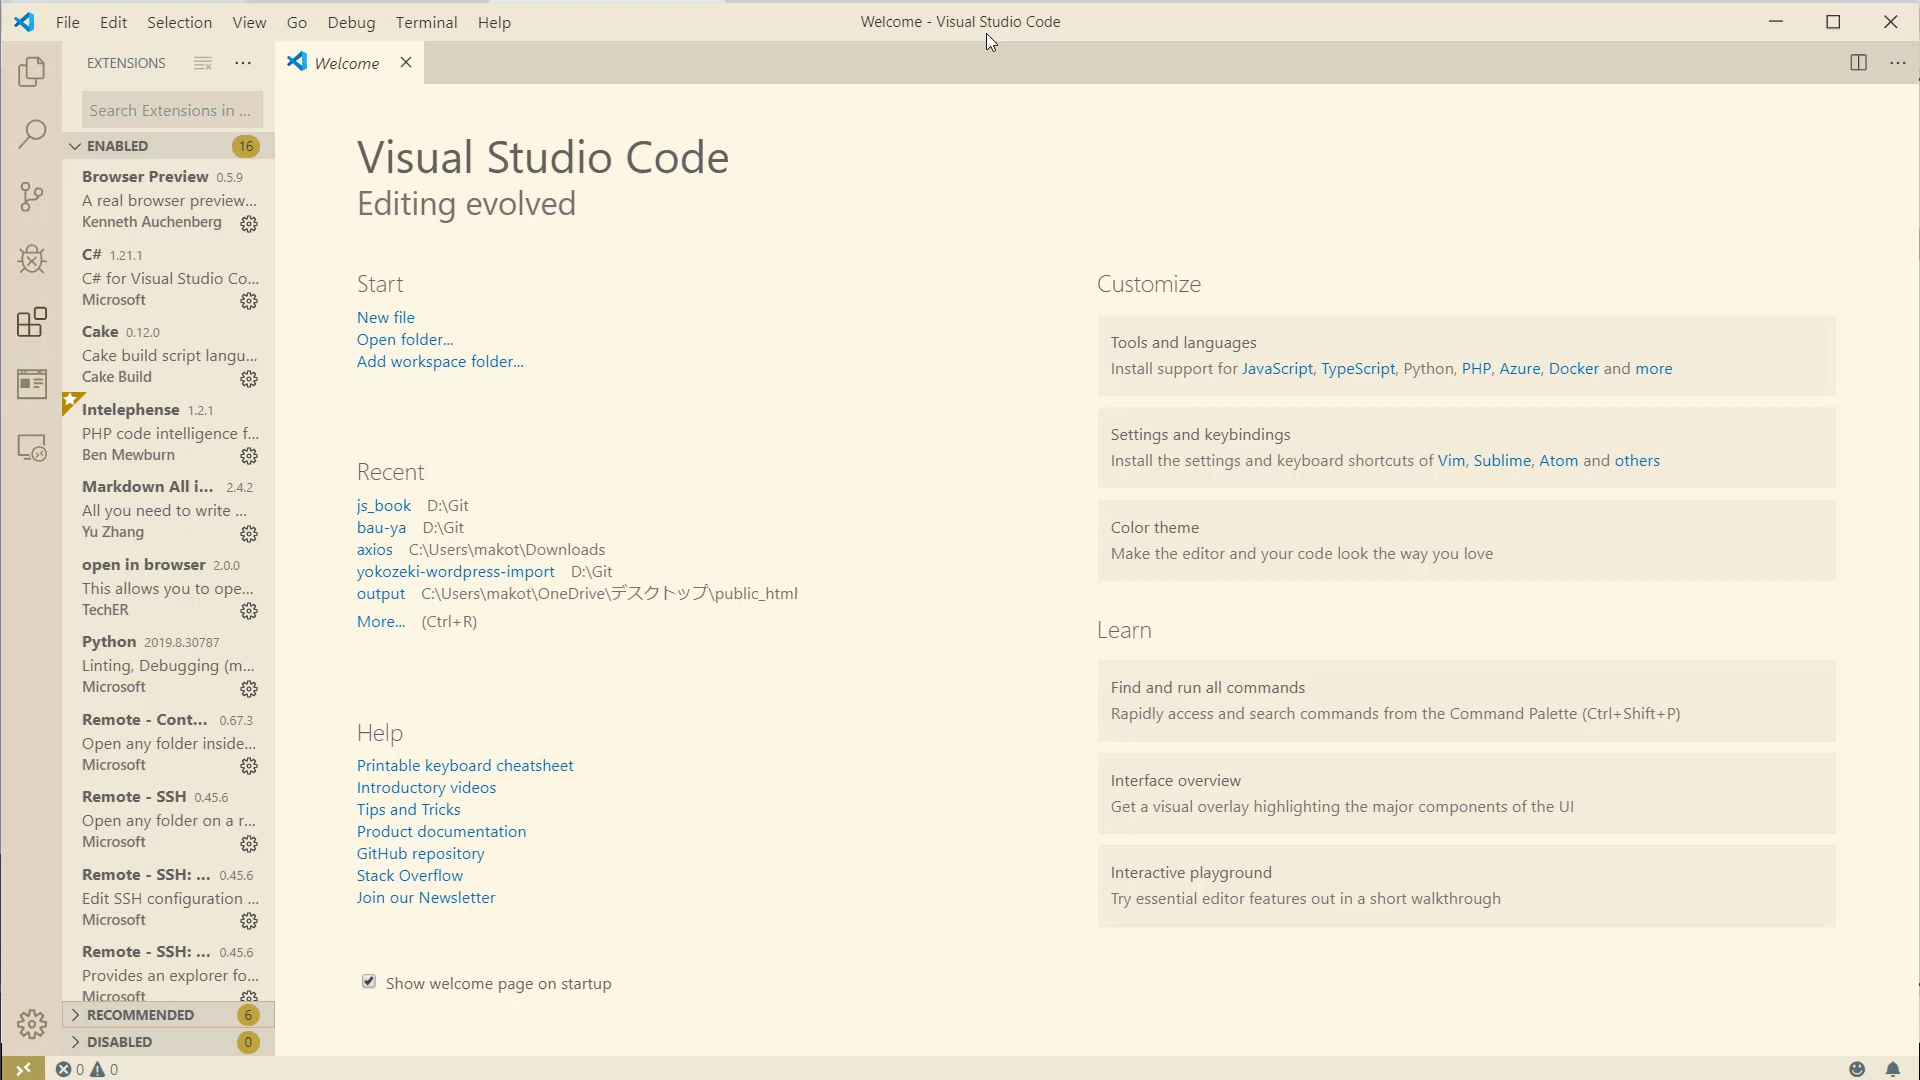 File Edit Selection View Go Debug Terminal Help
Welcome - Visual Studio Code
EXTENSIONS
Search Extensions in ...
ENABLED 16
Browser Preview 0.5.9
A real browser preview...
Kenneth Auchenberg
C# 1.21.1
C# for Visual Studio Co...
Microsoft
Cake 0.12.0
Cake build script langu...
Cake Build
Intelephense 1.2.1
PHP code intelligence f...
Ben Mewburn
Markdown All i... 2.4.2
All you need to write ...
Yu Zhang
open in browser 2.0.0
This allows you to ope...
TechER
Python 2019.8.30787
Linting, Debugging (m...
Microsoft
Remote - Cont... 0.67.3
Open any folder inside...
Microsoft
Remote - SSH 0.45.6
Open any folder on a r...
Microsoft
Remote - SSH: ... 0.45.6
Edit SSH configuration ...
Microsoft
Remote - SSH: ... 0.45.6
Provides an explorer fo...
Microsoft
RECOMMENDED 6
DISABLED 0
Welcome
Visual Studio Code
Editing evolved
Start
New file
Open folder...
Add workspace folder...
Recent
js_book D:\Git
bau-ya D:\Git
axios C:\Users\makot\Downloads
yokozeki-wordpress-import D:\Git
output C:\Users\makot\OneDrive\デスクトップ\public_html
More... (Ctrl+R)
Help
Printable keyboard cheatsheet
Introductory videos
Tips and Tricks
Product documentation
GitHub repository
Stack Overflow
Join our Newsletter
Show welcome page on startup
Customize
Tools and languages
Install support for JavaScript, TypeScript, Python, PHP, Azure, Docker and more
Settings and keybindings
Install the settings and keyboard shortcuts of Vim, Sublime, Atom and others
Color theme
Make the editor and your code look the way you love
Learn
Find and run all commands
Rapidly access and search commands from the Command Palette (Ctrl+Shift+P)
Interface overview
Get a visual overlay highlighting the major components of the UI
Interactive playground
Try essential editor features out in a short walkthrough
0 0